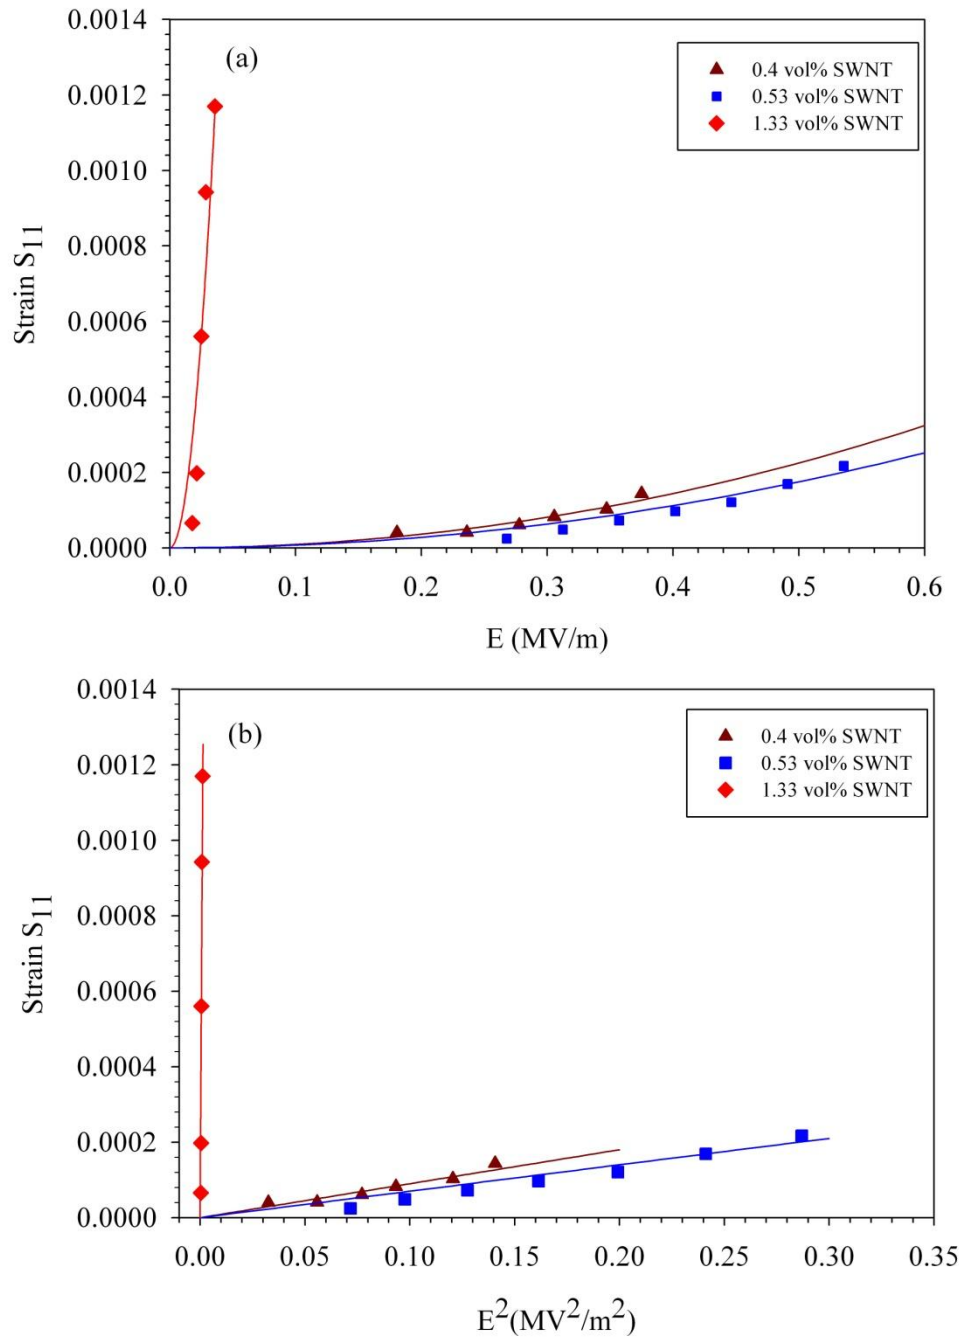 0.0014
(a)
0.4 vol% SWNT
0.53 vol% SWNT
1.33 vol% SWNT
0.0012
0.0010
0.0008
0.0006
0.0004
0.0002
0.0000
Strain S11
0.0 0.1 0.2 0.3 0.4 0.5 0.6
E (MV/m)
0.0014
(b)
0.4 vol% SWNT
0.53 vol% SWNT
1.33 vol% SWNT
0.0012
0.0010
0.0008
0.0006
0.0004
0.0002
0.0000
Strain S11
0.00 0.05 0.10 0.15 0.20 0.25 0.30 0.35
E2(MV2/m2)